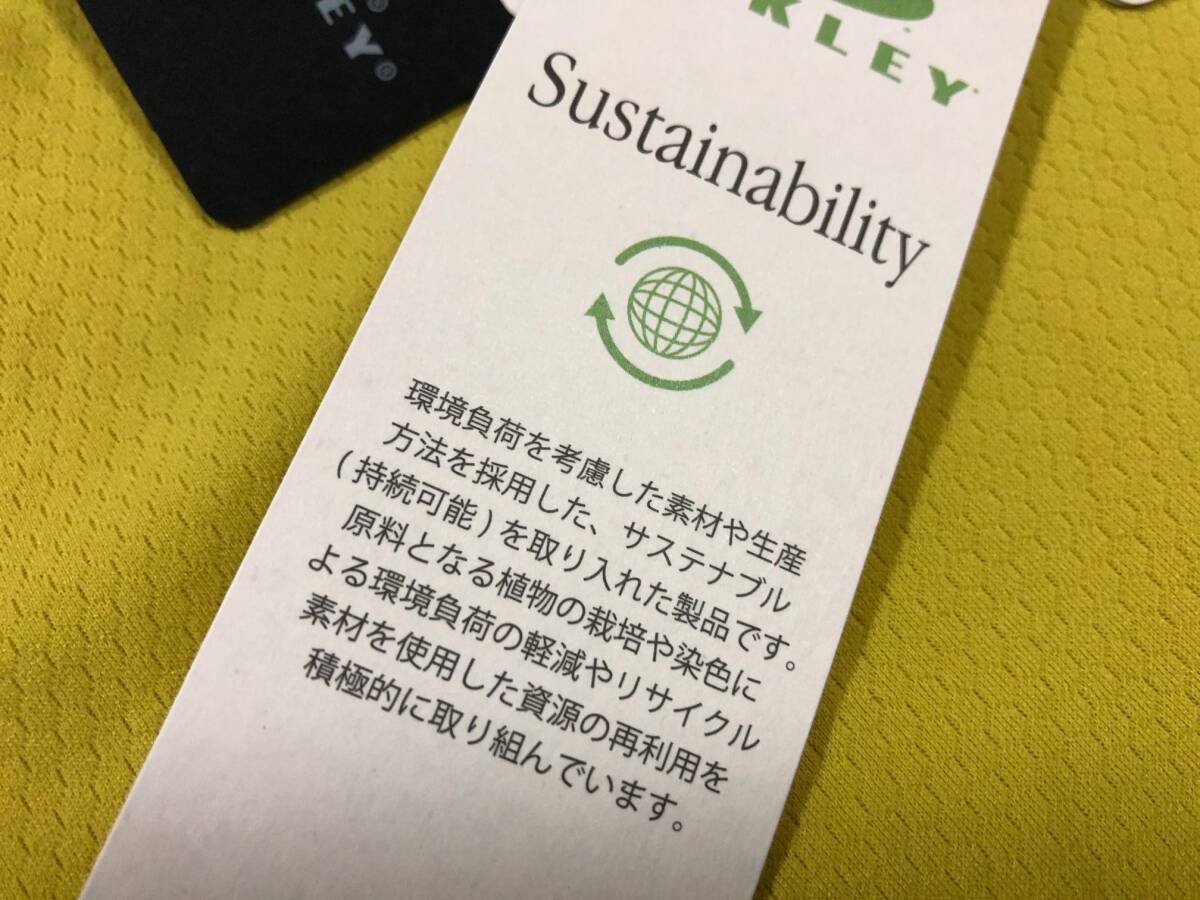 EY®
KLEY
Sustainability
環境負荷を考慮した素材や生産
方法を採用した、サステナブル
(持続可能)を取り入れた製品です。
原料となる植物の栽培や染色に
よる環境負荷の軽減やリサイクル
素材を使用した資源の再利用を
積極的に取り組んでいます。